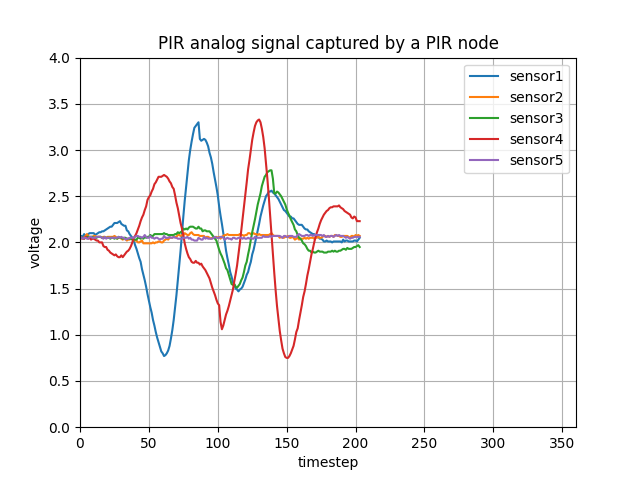 PIR analog signal captured by a PIR node
4.0
3.5
3.0
2.5
2.0
1.5
1.0
0.5
0.0
voltage
sensor1
sensor2
sensor3
sensor4
sensor5
0 50 100 150 200 250 300 350
timestep